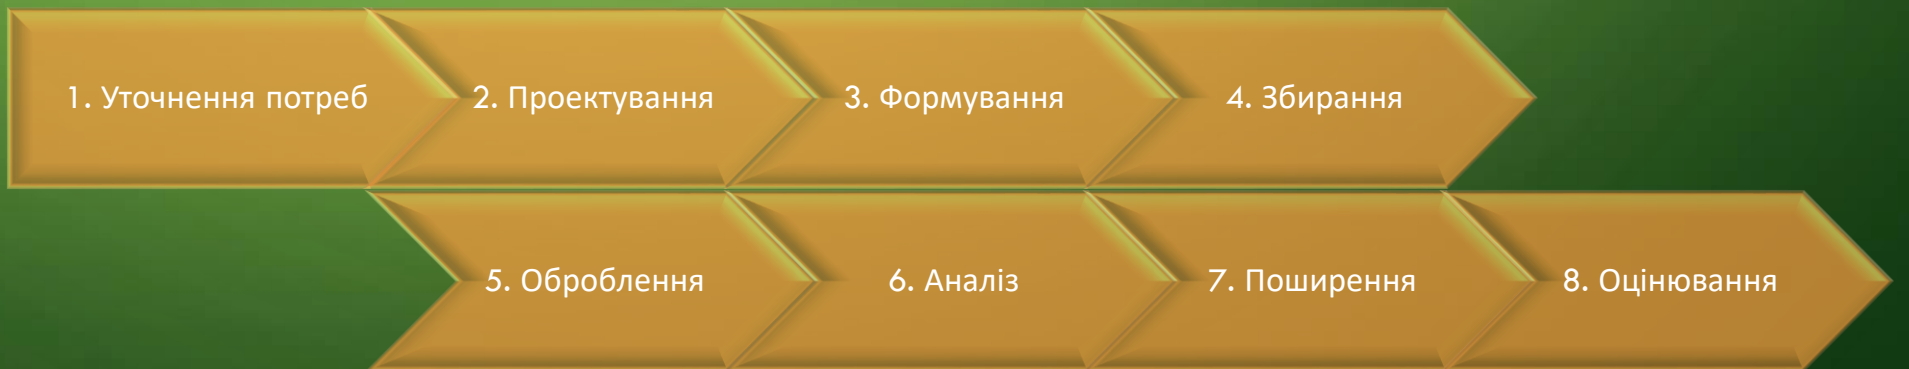 1. Уточнення потреб
2. Проектування
3. Формування
4. Збирання
5. Оброблення
6. Аналіз
7. Поширення
8. Оцінювання